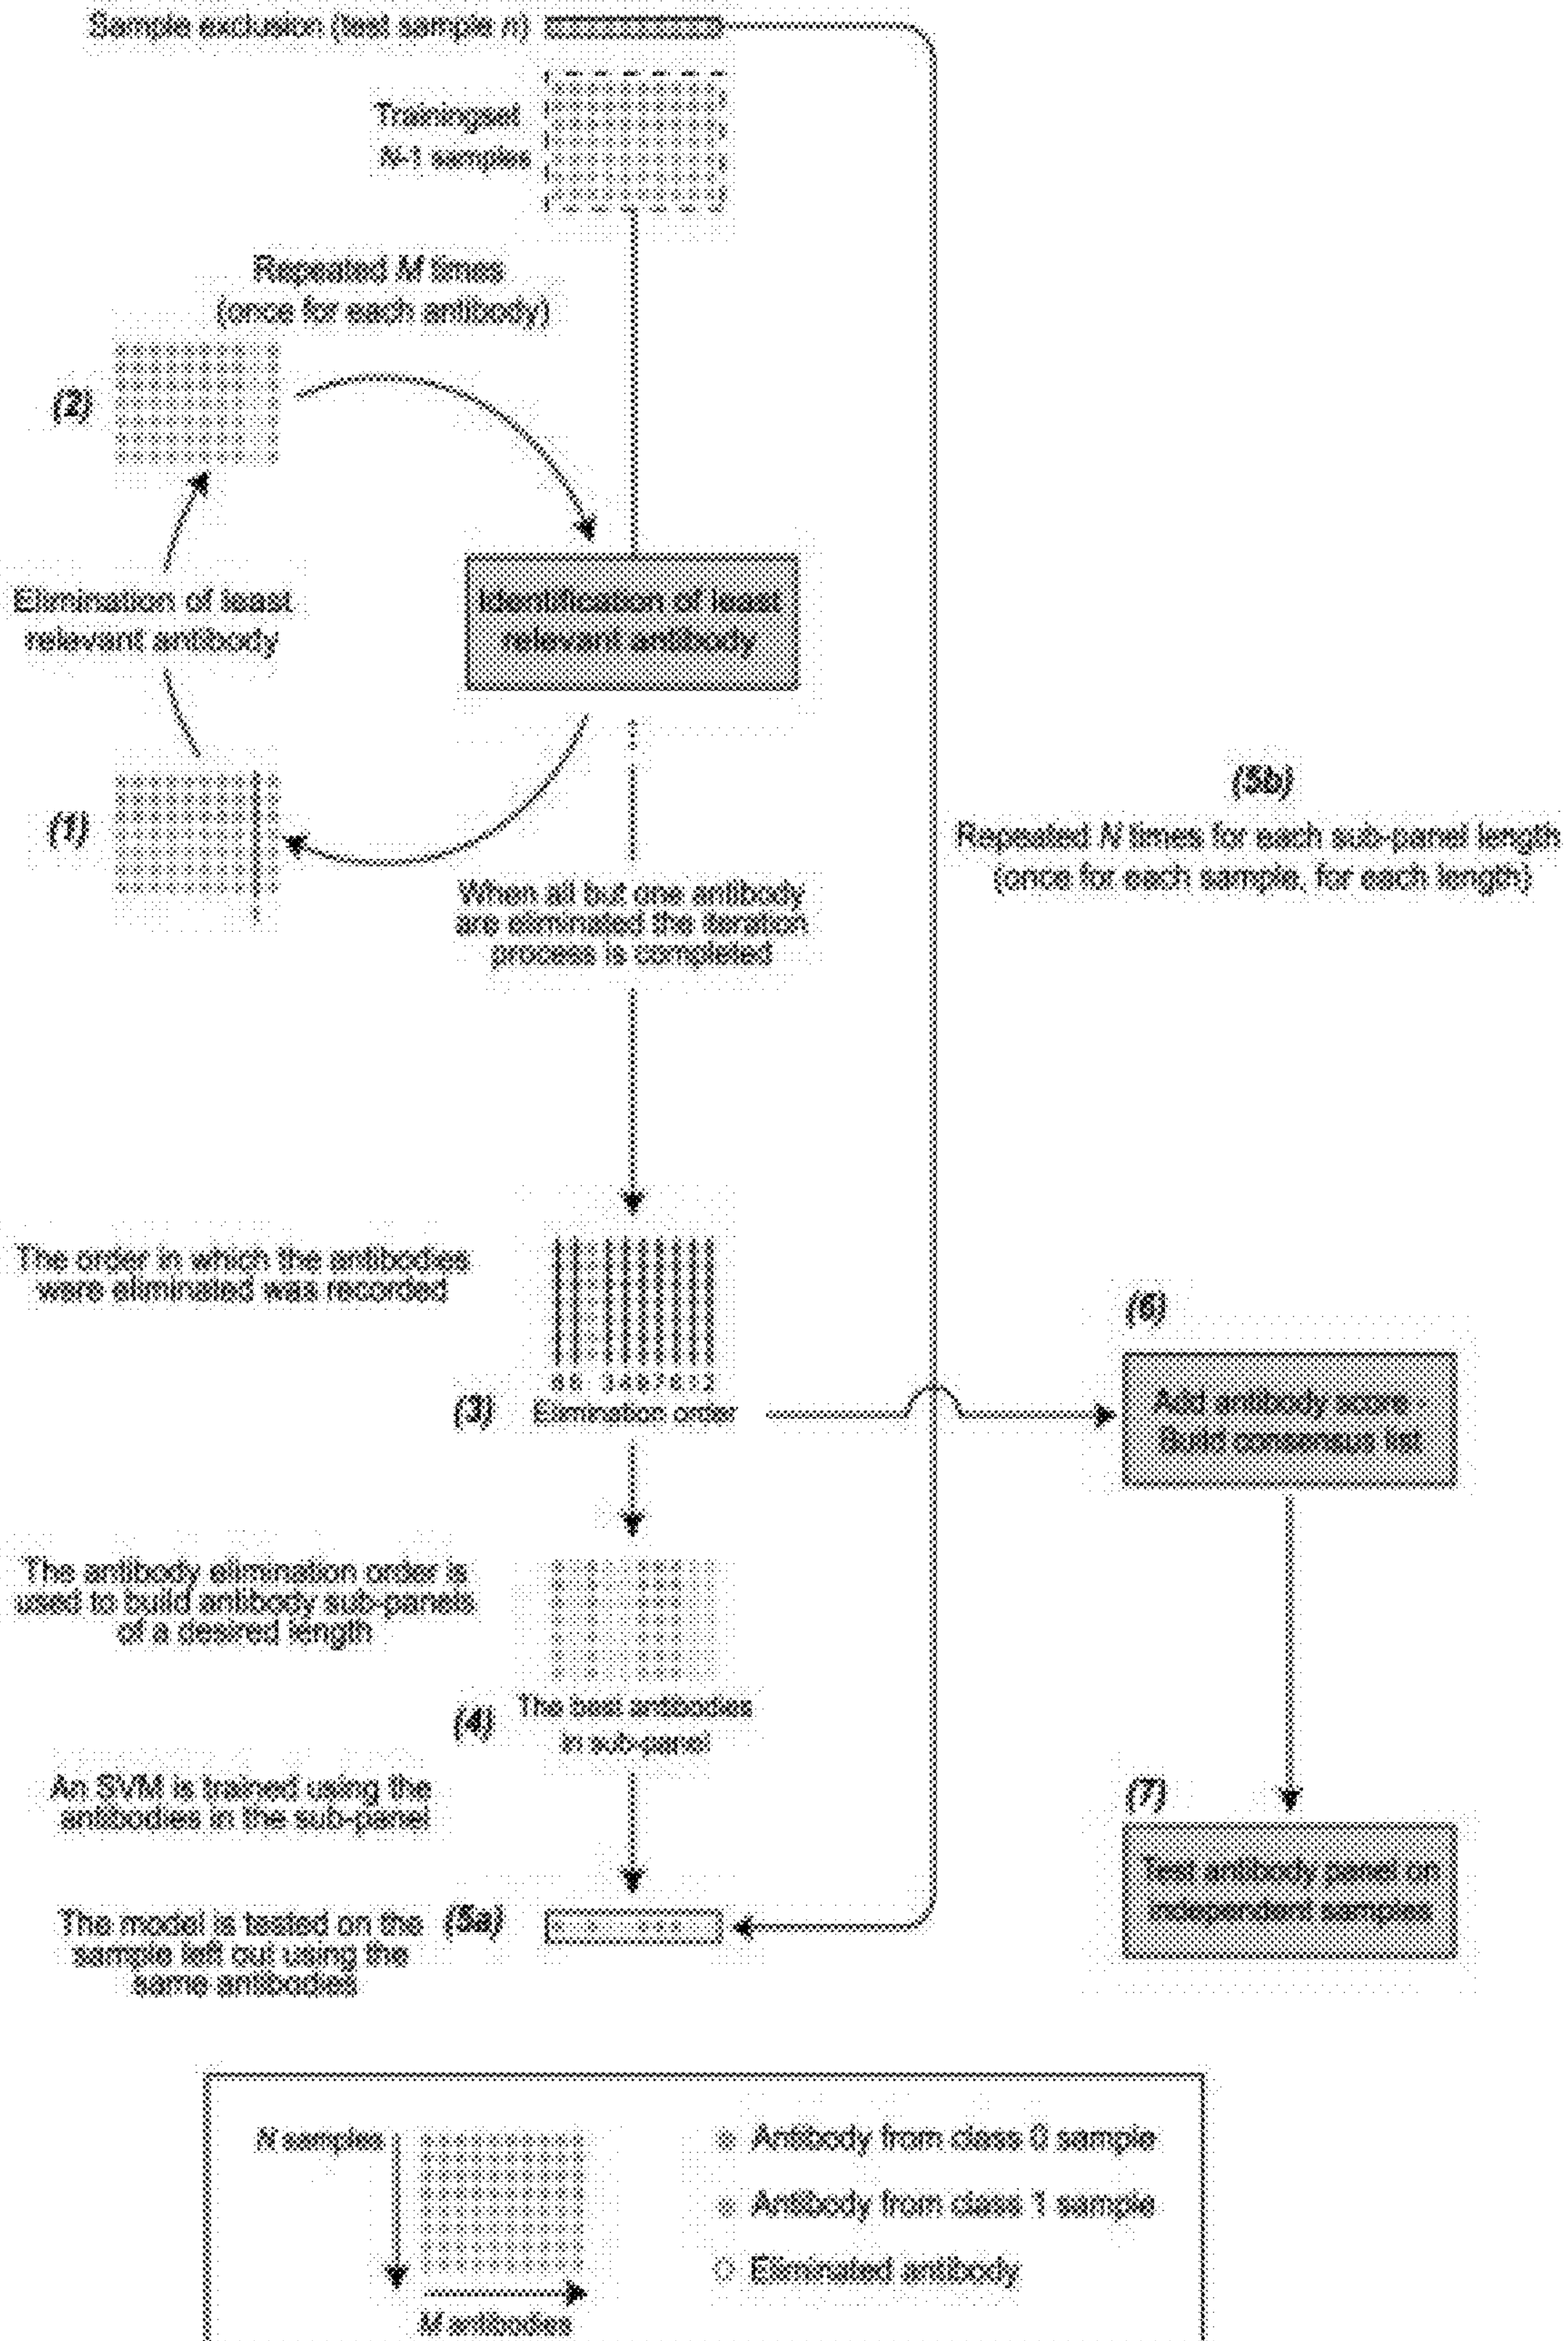 Sample exclusion (test sample n)
Trainingset
N-1 samples
Repeated M times
(once for each antibody)
(2)
Elimination of least
relevant antibody
Identification of least
relevant antibody
(1)
When all but one antibody
are eliminated the iteration
process is completed
(5b)
Repeated N times for each sub-panel length
(once for each sample, for each length)
The order in which the antibodies
were eliminated was recorded
(3)
Elimination order
(6)
Add antibody score -
Build consensus list
The antibody elimination order is
used to build antibody sub-panels
of a desired length
(4)
The best antibodies
in sub-panel
An SVM is trained using the
antibodies in the sub-panel
(5a)
The model is tested on the
sample left out using the
same antibodies
(7)
Test antibody panel on
independent samples
N samples
M antibodies
Antibody from class 0 sample
Antibody from class 1 sample
Eliminated antibody